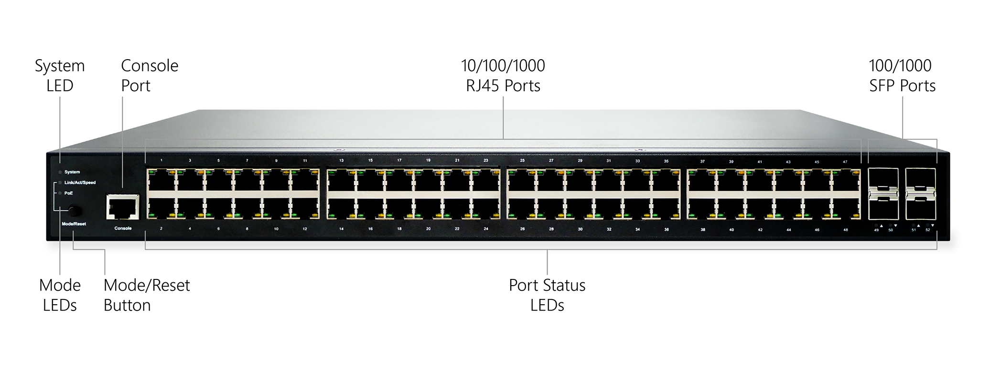 System
LED
Console
Port
10/100/1000
RJ45 Ports
100/1000
SFP Ports
1 3 5 7 9 11 13 15 17 19 21 23 25 27 29 31 33 35 37 39 41 43 45 47
System
Link/Act/Speed
PoE
Mode/Reset
Console
2 4 6 8 10 12 14 16 18 20 22 24 26 28 30 32 34 36 38 40 42 44 46 48
49▲ 50▼ 51▲ 52▼
Mode
LEDs
Mode/Reset
Button
Port Status
LEDs